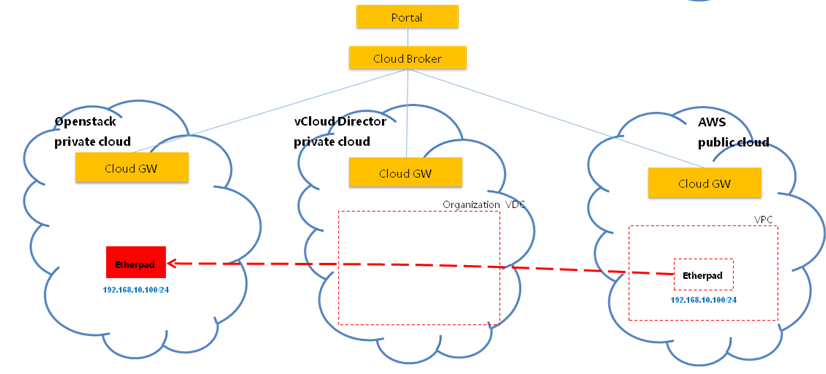 Portal
Cloud Broker
Openstack
private cloud
vCloud Director
private cloud
AWS
public cloud
Cloud GW
Cloud GW
Cloud GW
Organization VDC
VPC
Etherpad
192.168.10.100/24
Etherpad
192.168.10.100/24